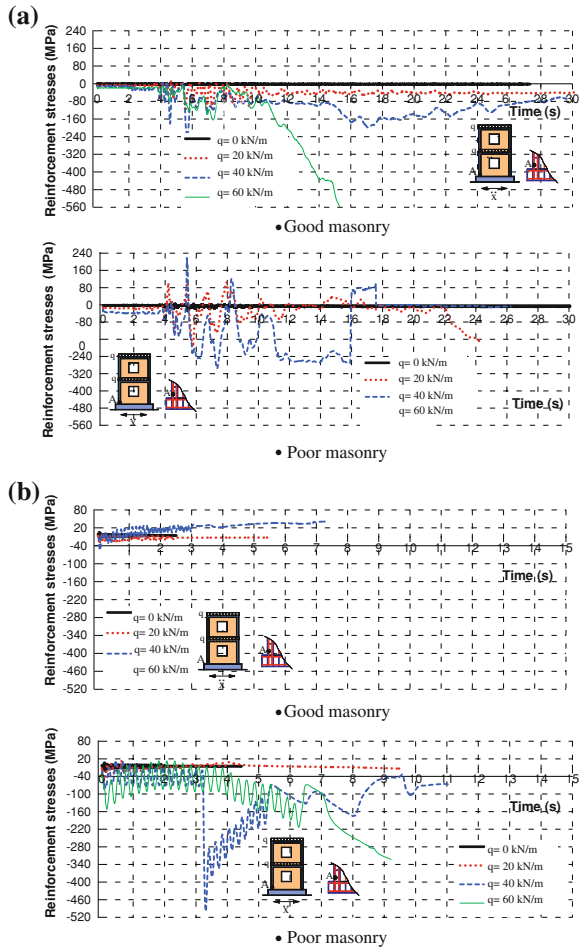 (a)
Reinforcement stresses (MPa)
240
160
80
0
-80
-160
-240
-320
-400
-480
-560
0 2 4 6 8 10 12 14 16 18 20 22 24 26 28 30
Time (s)
q= 0 kN/m
q= 20 kN/m
q= 40 kN/m
q= 60 kN/m
q
q
A
A
ẍ
• Good masonry
Reinforcement stresses (MPa)
240
160
80
0
-80
0
-240
-320
-400
-480
-560
0 2 4 6 8 10 12 14 16 18 20 22 24 26 28 30
Time (s)
q= 0 kN/m
q= 20 kN/m
q= 40 kN/m
q= 60 kN/m
q
q
A
A
ẍ
• Poor masonry
(b)
Reinforcement stresses (MPa)
80
20
-40
-100
-160
-220
-280
-340
-400
-460
-520
0 1 2 3 4 5 6 7 8 9 10 11 12 13 14 15
Time (s)
q= 0 kN/m
q= 20 kN/m
q= 40 kN/m
q= 60 kN/m
q
q
A
A
ẍ
• Good masonry
Reinforcement stresses (MPa)
80
20
-40
-100
-160
-220
-280
-340
-400
-460
-520
0 1 2 3 4 5 6 7 8 9 10 11 12 13 14 15
Time (s)
q= 0 kN/m
q= 20 kN/m
q= 40 kN/m
q= 60 kN/m
q
q
A
A
ẍ
• Poor masonry